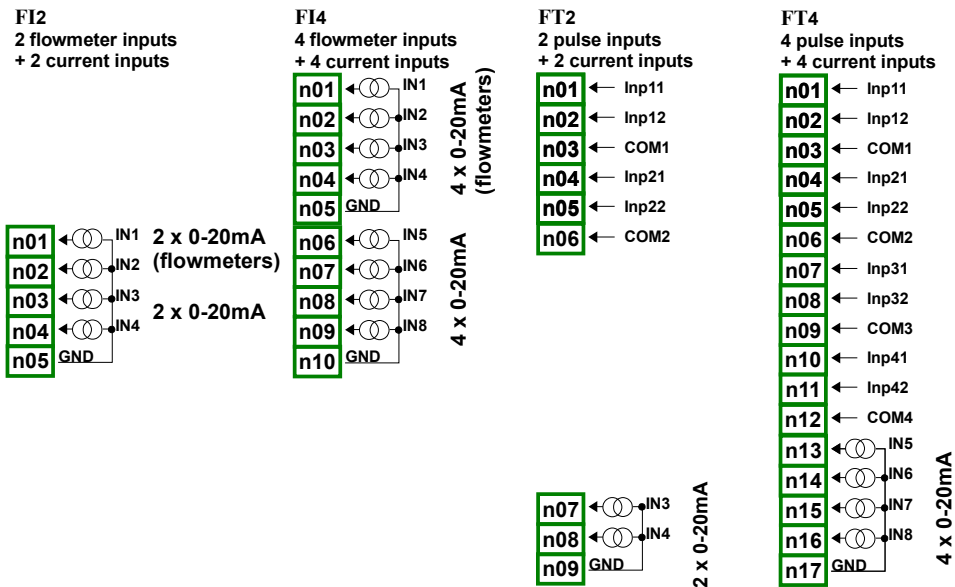 FI2
2 flowmeter inputs
+ 2 current inputs
n01 IN1
n02 IN2
n03 IN3
n04 IN4
n05 GND
2 x 0-20mA
(flowmeters)
2 x 0-20mA
FI4
4 flowmeter inputs
+ 4 current inputs
n01 IN1
n02 IN2
n03 IN3
n04 IN4
n05 GND
4 x 0-20mA
(flowmeters)
n06 IN5
n07 IN6
n08 IN7
n09 IN8
n10 GND
4 x 0-20mA
FT2
2 pulse inputs
+ 2 current inputs
n01 Inp11
n02 Inp12
n03 COM1
n04 Inp21
n05 Inp22
n06 COM2
n07 IN3
n08 IN4
n09 GND
2 x 0-20mA
FT4
4 pulse inputs
+ 4 current inputs
n01 Inp11
n02 Inp12
n03 COM1
n04 Inp21
n05 Inp22
n06 COM2
n07 Inp31
n08 Inp32
n09 COM3
n10 Inp41
n11 Inp42
n12 COM4
n13 IN5
n14 IN6
n15 IN7
n16 IN8
n17 GND
4 x 0-20mA